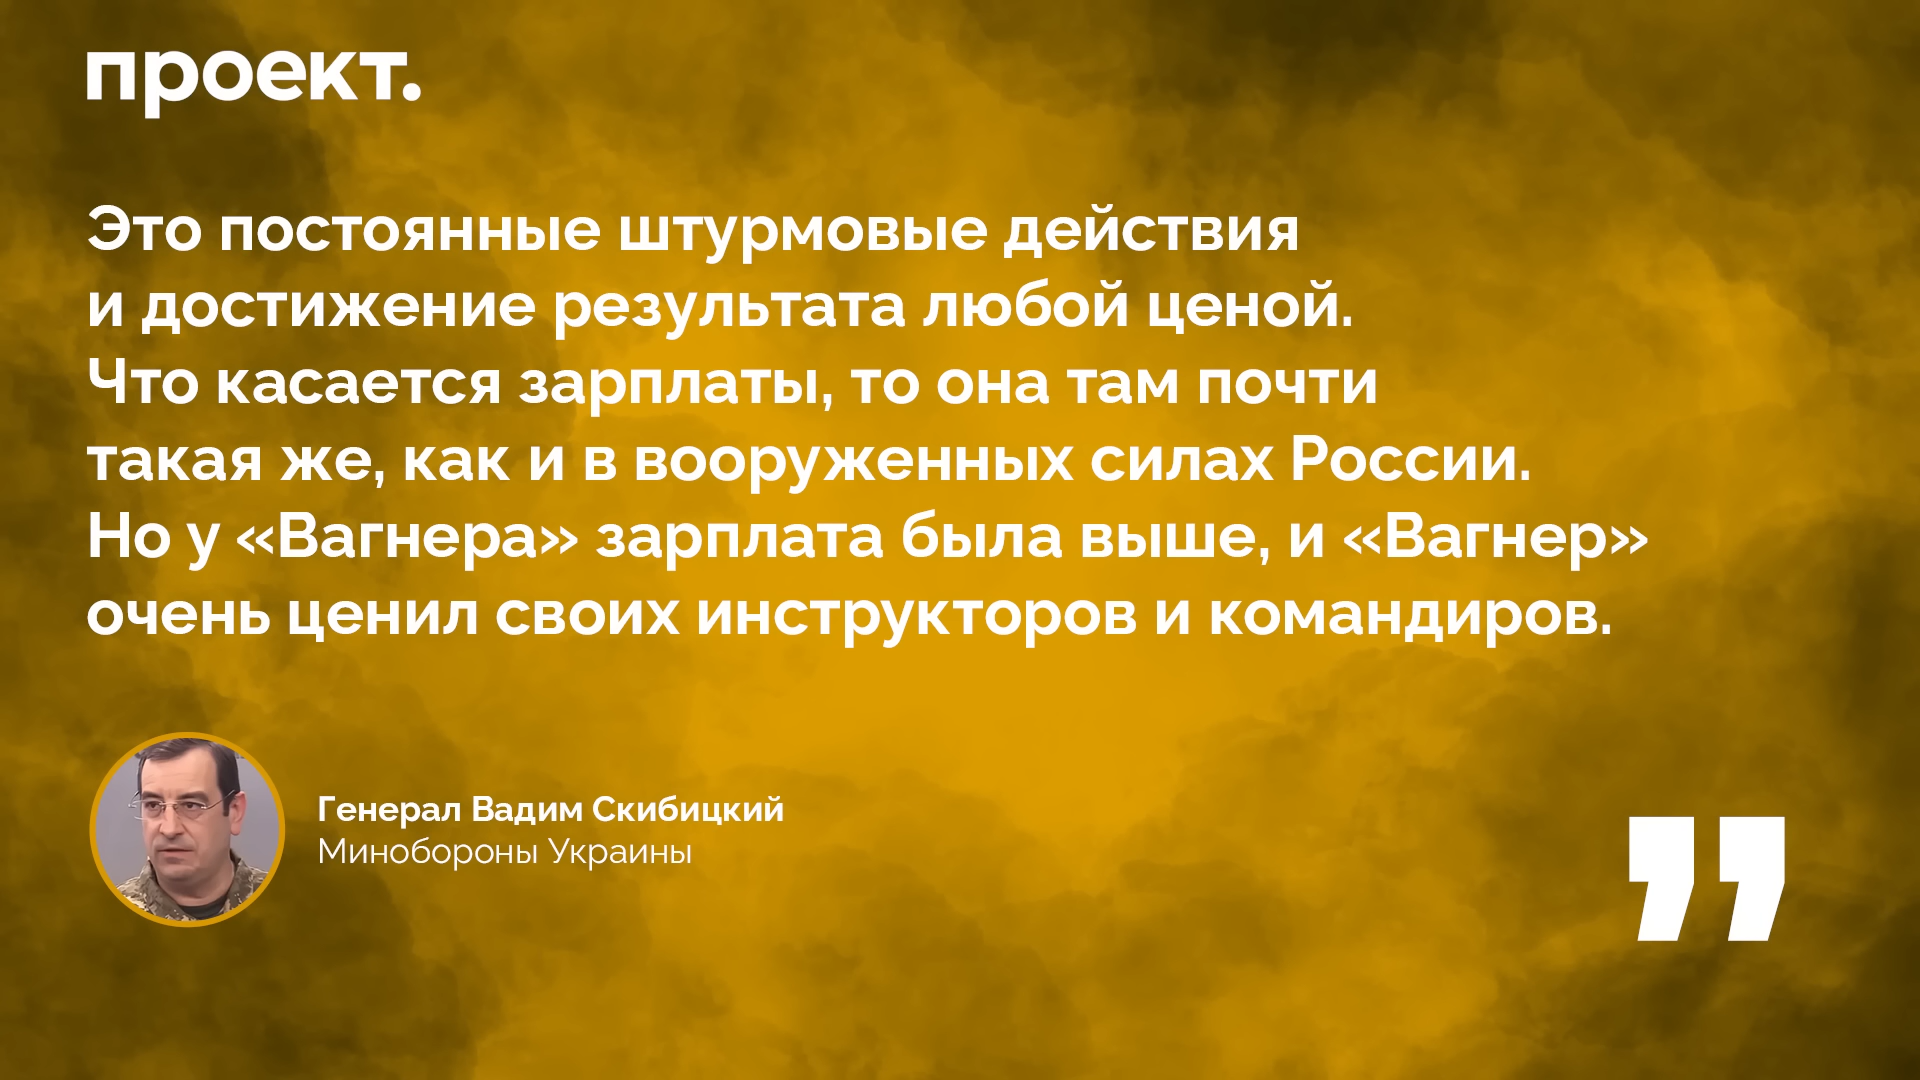 проект.
Это постоянные штурмовые действия
и достижение результата любой ценой.
Что касается зарплаты, то она там почти
такая же, как и в вооруженных силах России.
Но у «Вагнера» зарплата была выше, и «Вагнер»
очень ценил своих инструкторов и командиров.
Генерал Вадим Скибицкий
Минобороны Украины
”